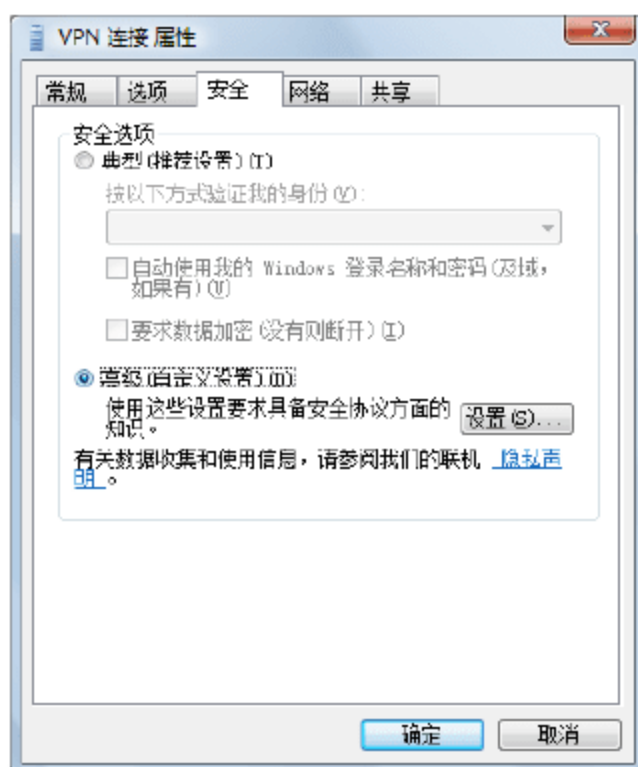 VPN 连接 属性
常规 选项 安全 网络 共享
安全选项
典型(推荐设置)(T)
按以下方式验证我的身份(V):
自动使用我的 Windows 登录名称和密码(及域，
如果有)(U)
要求数据加密(没有则断开)(I)
高级(自定义设置)(D)
使用这些设置要求具备安全协议方面的
知识。
设置(S)...
有关数据收集和使用信息，请参阅我们的联机 隐私声
明 。
确定 取消